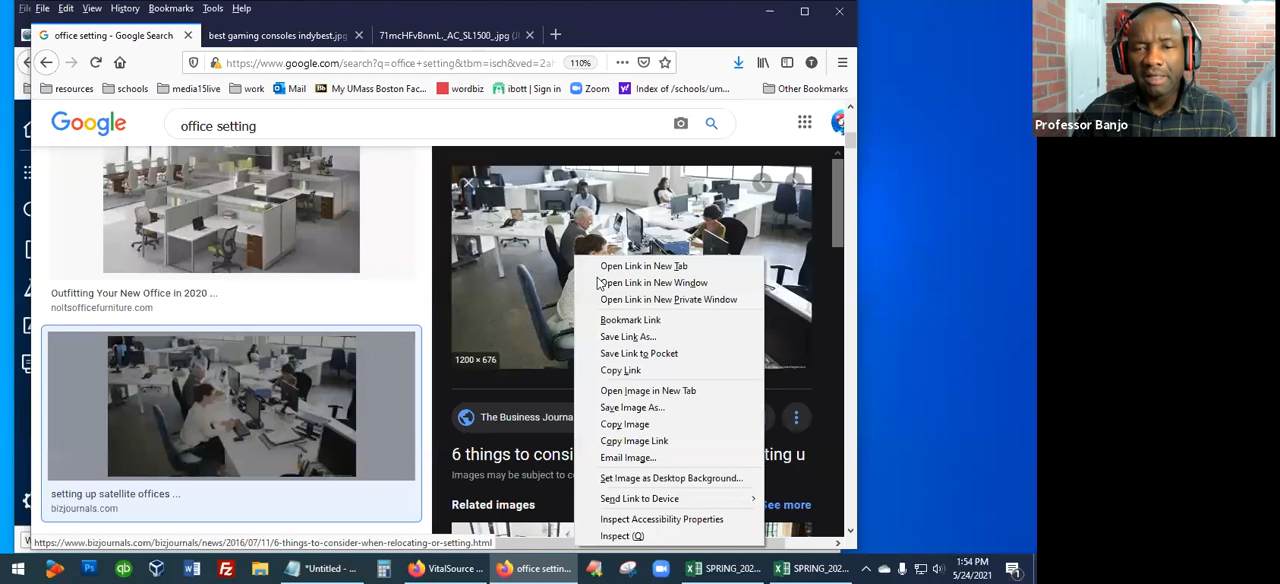 File Edit View History Bookmarks Tools Help
office setting - Google Search
best gaming consoles indybest.jpg
71mcHFvBnmL._AC_SL1500_.jpg (J
https://www.google.com/search?q=office+setting&tbm=isch&ved=2a
110%
resources schools media15live work Mail My UMass Boston Fac... wordbiz ibott | Sign in Zoom Index of /schools/um... Other Bookmarks
Google
office setting
Professor Banjo
Outfitting Your New Office in 2020 ...
noltsofficefurniture.com
setting up satellite offices ...
bizjournals.com
1200 × 676
The Business Journa
6 things to consi
ting u
Images may be subject to c
Related images
See more
Open Link in New Tab
Open Link in New Window
Open Link in New Private Window
Bookmark Link
Save Link As...
Save Link to Pocket
Copy Link
Open Image in New Tab
Save Image As...
Copy Image
Copy Image Link
Email Image...
Set Image as Desktop Background...
Send Link to Device
Inspect Accessibility Properties
Inspect (Q)
https://www.bizjournals.com/bizjournals/news/2016/07/11/6-things-to-consider-when-relocating-or-setting.html
*Untitled - ...
VitalSource ...
office settin...
SPRING_202...
SPRING_202...
1:54 PM
5/24/2021